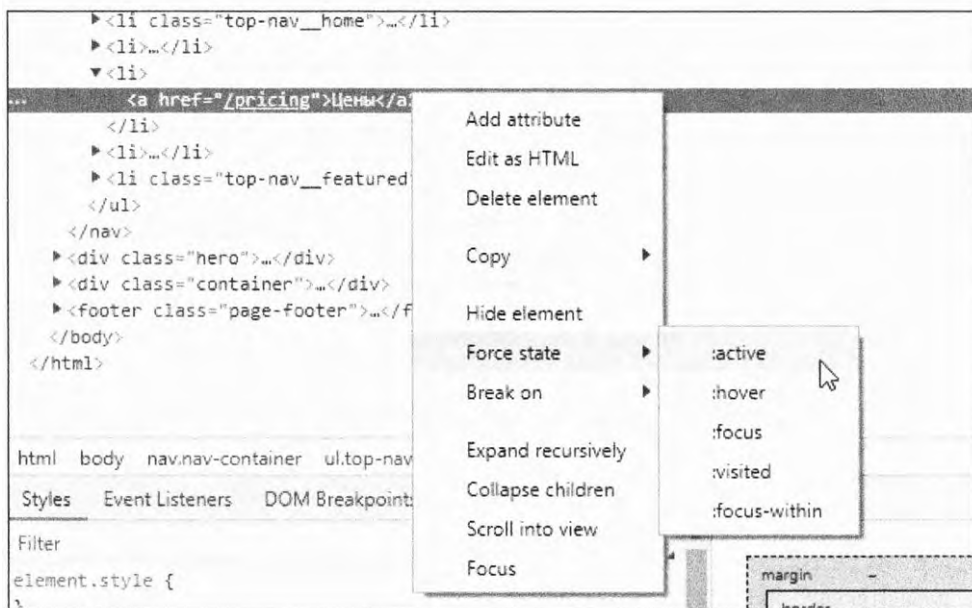 ▶<li class="top-nav__home">…</li>
▶<li>…</li>
▼<li>
... <a href="/pricing">Цены</a>
</li>
▶<li>…</li>
▶<li class="top-nav__featured"
</ul>
</nav>
▶<div class="hero">…</div>
▶<div class="container">…</div>
▶<footer class="page-footer">…</f
</body>
</html>
Add attribute
Edit as HTML
Delete element
Copy
Hide element
Force state
Break on
Expand recursively
Collapse children
Scroll into view
Focus
:active
:hover
:focus
:visited
:focus-within
html body nav.nav-container ul.top-nav
Styles Event Listeners DOM Breakpoints
Filter
element.style {
}
margin –
border